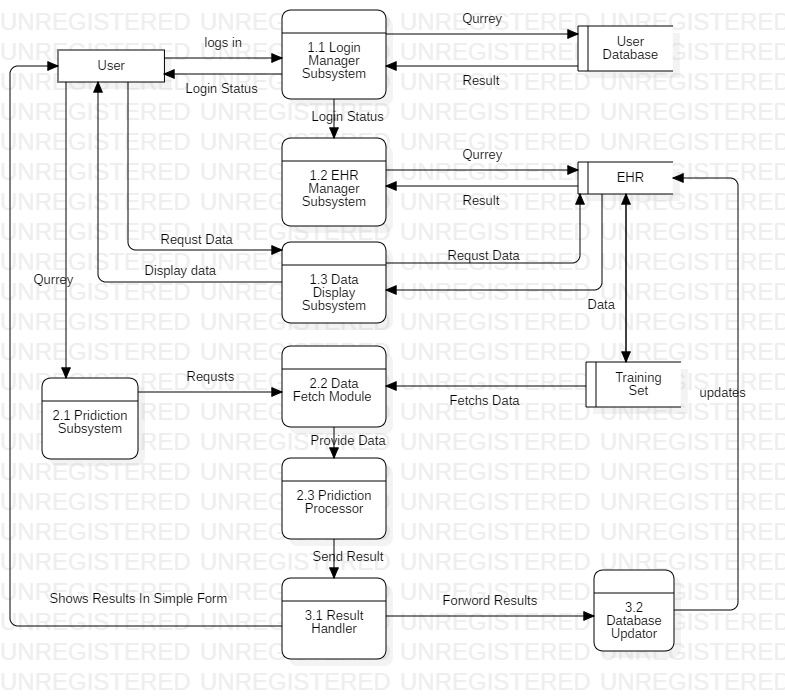 UNREGISTERED UNREGISTERED UNREGISTERED UNREGISTERED
Qurrey
logs in
User
Database
1.1 Login
Manager
Subsystem
User
Login Status
Result
Login Status
Qurrey
1.2 EHR
Manager
Subsystem
EHR
Result
Requst Data
Display data
Requst Data
1.3 Data
Display
Subsystem
Qurrey
Data
Requsts
2.2 Data
Fetch Module
Training
Set
Fetchs Data
updates
2.1 Pridiction
Subsystem
Provide Data
2.3 Pridiction
Processor
Send Result
Shows Results In Simple Form
Forword Results
3.1 Result
Handler
3.2
Database
Updator